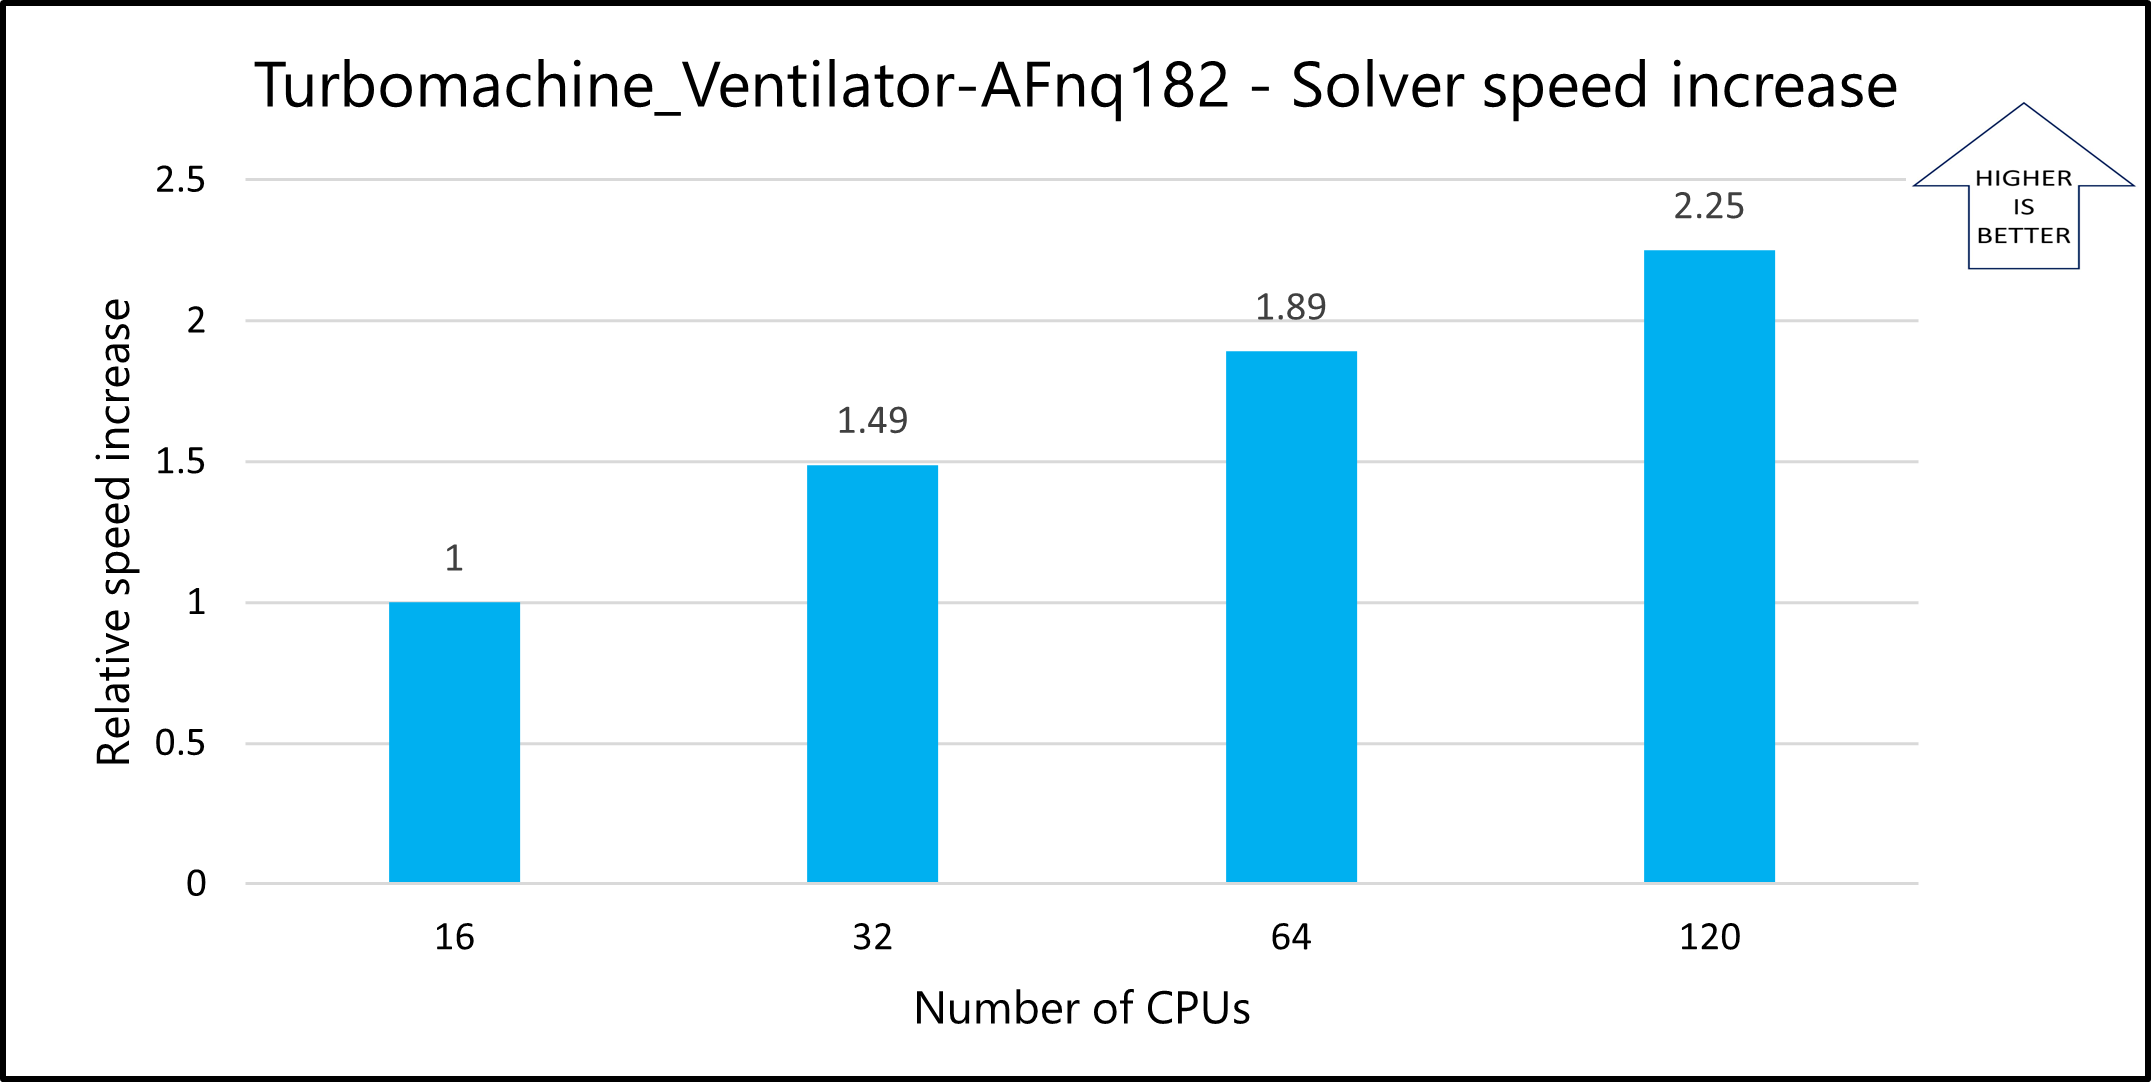 Turbomachine_Ventilator-AFnq182 - Solver speed increase
HIGHER
IS
BETTER
Relative speed increase
2.5
2
1.5
1
0.5
0
1
1.49
1.89
2.25
16
32
64
120
Number of CPUs